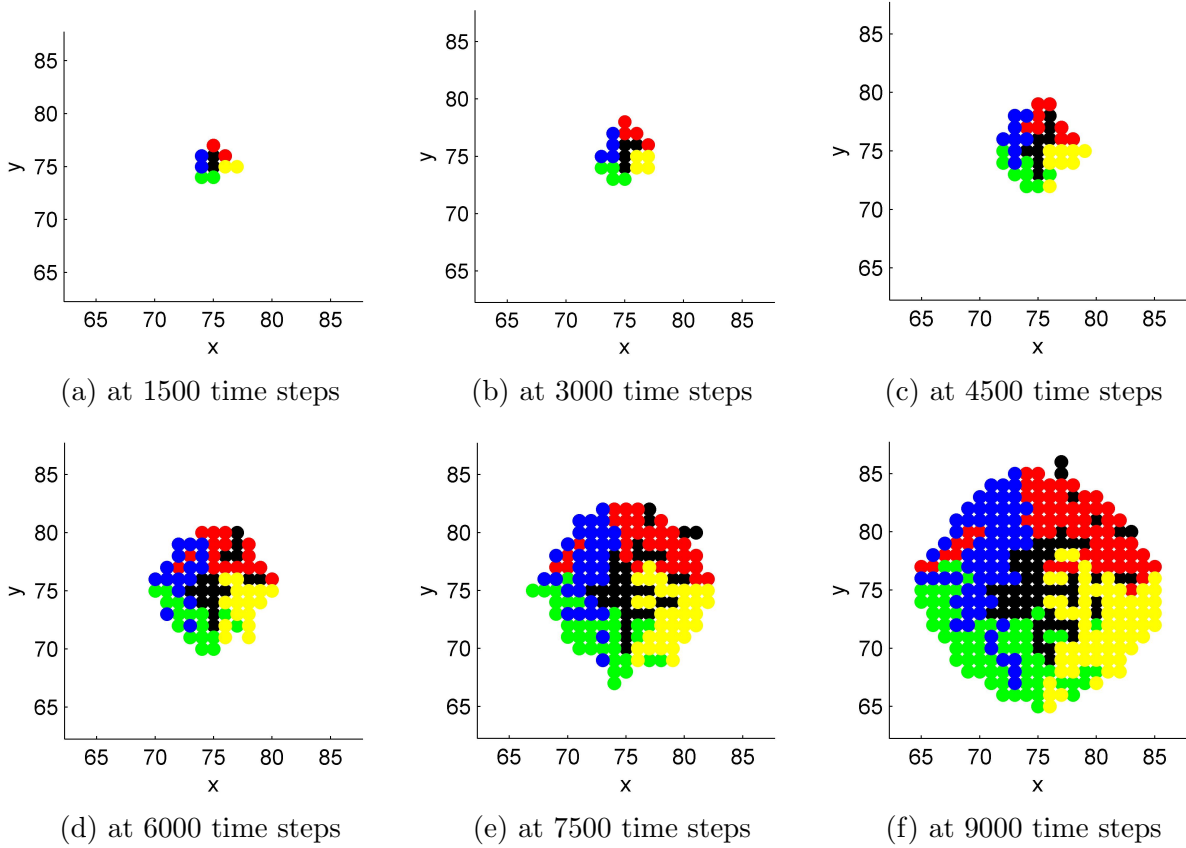 85
80
75
70
65
y
65 70 75 80 85
x
(a) at 1500 time steps
85
80
75
70
65
y
65 70 75 80 85
x
(b) at 3000 time steps
85
80
75
70
65
y
65 70 75 80 85
x
(c) at 4500 time steps
85
80
75
70
65
y
65 70 75 80 85
x
(d) at 6000 time steps
85
80
75
70
65
y
65 70 75 80 85
x
(e) at 7500 time steps
85
80
75
70
65
y
65 70 75 80 85
x
(f) at 9000 time steps